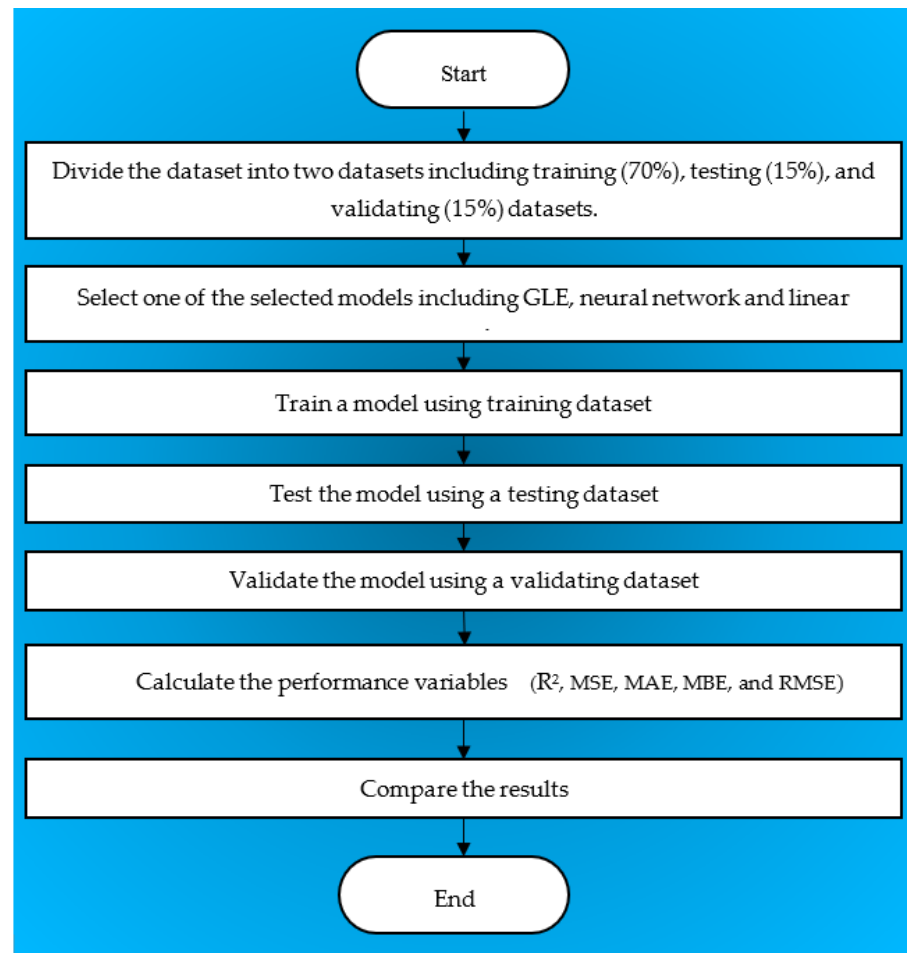 Start
Divide the dataset into two datasets including training (70%), testing (15%), and
validating (15%) datasets.
Select one of the selected models including GLE, neural network and linear
.
Train a model using training dataset
Test the model using a testing dataset
Validate the model using a validating dataset
Calculate the performance variables (R², MSE, MAE, MBE, and RMSE)
Compare the results
End